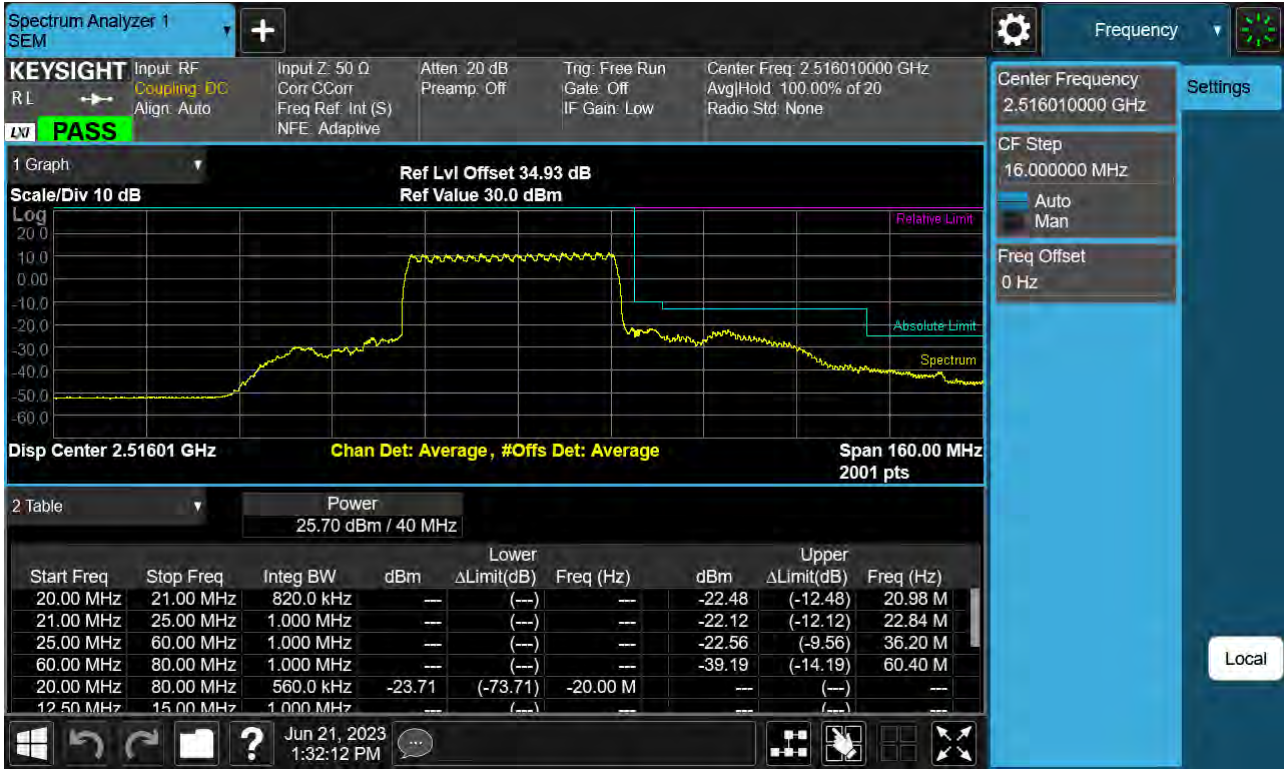 Spectrum Analyzer 1
SEM
+
Frequency
KEYSIGHT
R L
LXI
PASS
Input: RF
Coupling: DC
Align: Auto
Input Z: 50 Ω
Corr CCorr
Freq Ref: Int (S)
NFE: Adaptive
Atten: 20 dB
Preamp: Off
Trig: Free Run
Gate: Off
IF Gain: Low
Center Freq: 2.516010000 GHz
Avg|Hold: 100.00% of 20
Radio Std: None
Center Frequency
2.516010000 GHz
Settings
CF Step
16.000000 MHz
Auto
Man
Freq Offset
0 Hz
1 Graph
Scale/Div 10 dB
Ref Lvl Offset 34.93 dB
Ref Value 30.0 dBm
Log
20.0
10.0
0.00
-10.0
-20.0
-30.0
-40.0
-50.0
-60.0
Relative Limit
Absolute Limit
Spectrum
Disp Center 2.51601 GHz
Chan Det: Average, #Offs Det: Average
Span 160.00 MHz
2001 pts
2 Table
Power
25.70 dBm / 40 MHz
Lower Upper
Start Freq Stop Freq Integ BW dBm ΔLimit(dB) Freq (Hz) dBm ΔLimit(dB) Freq (Hz)
20.00 MHz 21.00 MHz 820.0 kHz --- (---) --- -22.48 (-12.48) 20.98 M
21.00 MHz 25.00 MHz 1.000 MHz --- (---) --- -22.12 (-12.12) 22.84 M
25.00 MHz 60.00 MHz 1.000 MHz --- (---) --- -22.56 (-9.56) 36.20 M
60.00 MHz 80.00 MHz 1.000 MHz --- (---) --- -39.19 (-14.19) 60.40 M
20.00 MHz 80.00 MHz 560.0 kHz -23.71 (-73.71) -20.00 M --- (---) ---
12.50 MHz 15.00 MHz 1.000 MHz --- (---) --- --- (---) ---
Local
?
Jun 21, 2023
1:32:12 PM